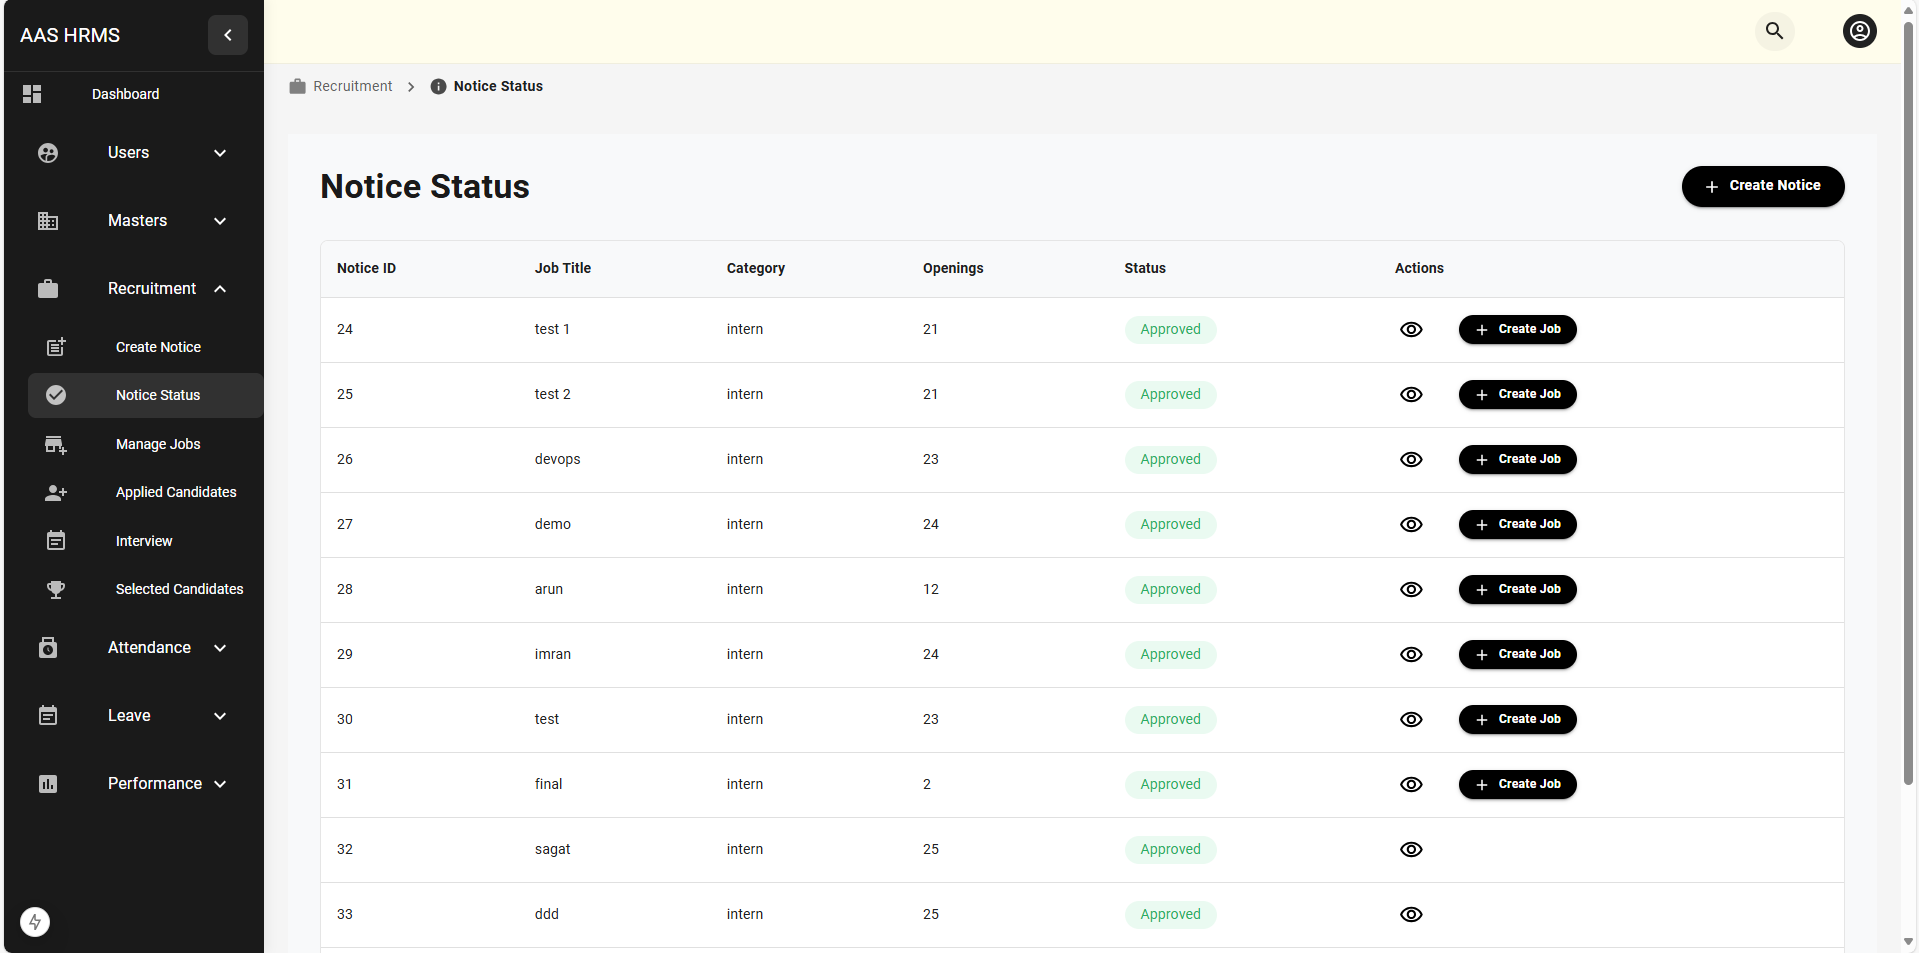 AAS HRMS
Dashboard
Users
Masters
Recruitment
Create Notice
Notice Status
Manage Jobs
Applied Candidates
Interview
Selected Candidates
Attendance
Leave
Performance
Recruitment > Notice Status
Notice Status
+ Create Notice
Notice ID Job Title Category Openings Status Actions
24 test 1 intern 21 Approved + Create Job
25 test 2 intern 21 Approved + Create Job
26 devops intern 23 Approved + Create Job
27 demo intern 24 Approved + Create Job
28 arun intern 12 Approved + Create Job
29 imran intern 24 Approved + Create Job
30 test intern 23 Approved + Create Job
31 final intern 2 Approved + Create Job
32 sagat intern 25 Approved
33 ddd intern 25 Approved